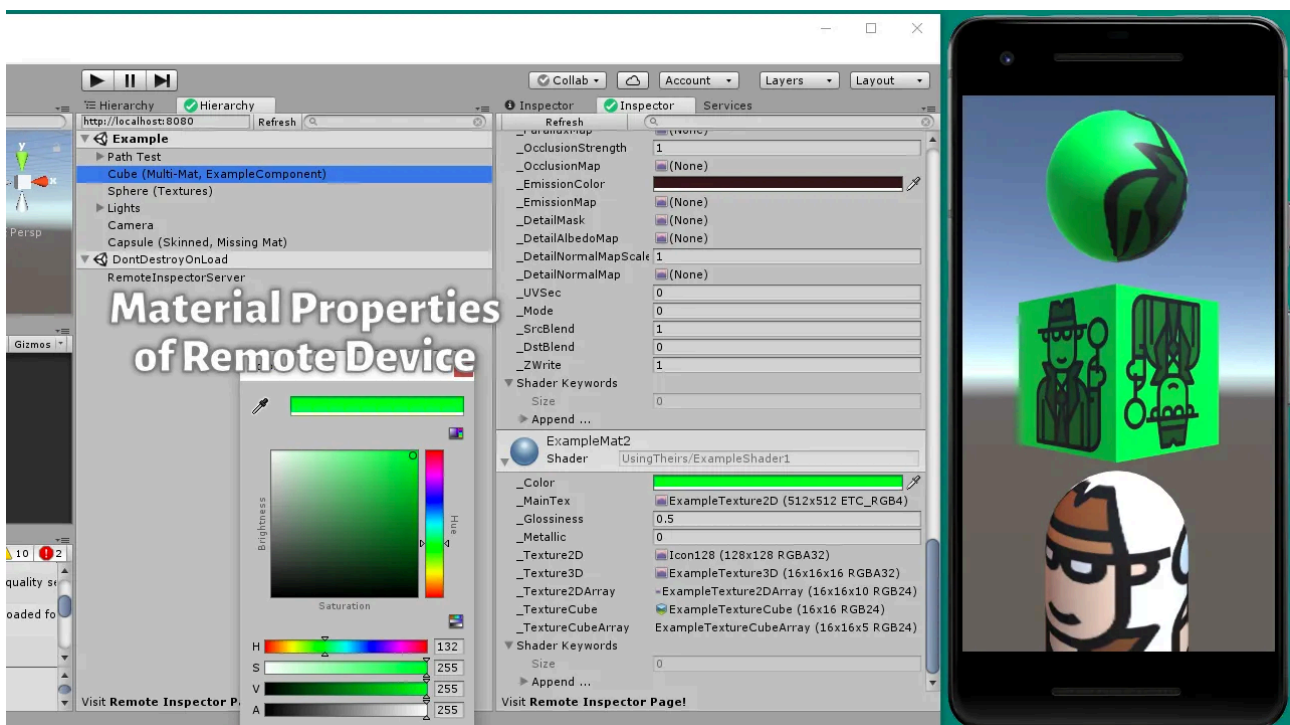 Collab
Account
Layers
Layout
Hierarchy
Hierarchy
http://localhost:8080
Refresh
Example
Path Test
Cube (Multi-Mat, ExampleComponent)
Sphere (Textures)
Lights
Camera
Capsule (Skinned, Missing Mat)
DontDestroyOnLoad
RemoteInspectorServer
Material Properties
of Remote Device
y
x
Persp
Gizmos
10
2
quality se
oaded fo
Brightness
Hue
Saturation
H 132
S 255
V 255
A 255
Visit Remote Inspector P
Inspector
Inspector
Services
Refresh
_ParallaxMap (None)
_OcclusionStrength 1
_OcclusionMap (None)
_EmissionColor
_EmissionMap (None)
_DetailMask (None)
_DetailAlbedoMap (None)
_DetailNormalMapScale 1
_DetailNormalMap (None)
_UVSec 0
_Mode 0
_SrcBlend 1
_DstBlend 0
_ZWrite 1
Shader Keywords
Size 0
Append ...
ExampleMat2
Shader UsingTheirs/ExampleShader1
_Color
_MainTex ExampleTexture2D (512x512 ETC_RGB4)
_Glossiness 0.5
_Metallic 0
_Texture2D Icon128 (128x128 RGBA32)
_Texture3D ExampleTexture3D (16x16x16 RGBA32)
_Texture2DArray ExampleTexture2DArray (16x16x10 RGB24)
_TextureCube ExampleTextureCube (16x16 RGB24)
_TextureCubeArray ExampleTextureCubeArray (16x16x5 RGB24)
Shader Keywords
Size 0
Append ...
Visit Remote Inspector Page!